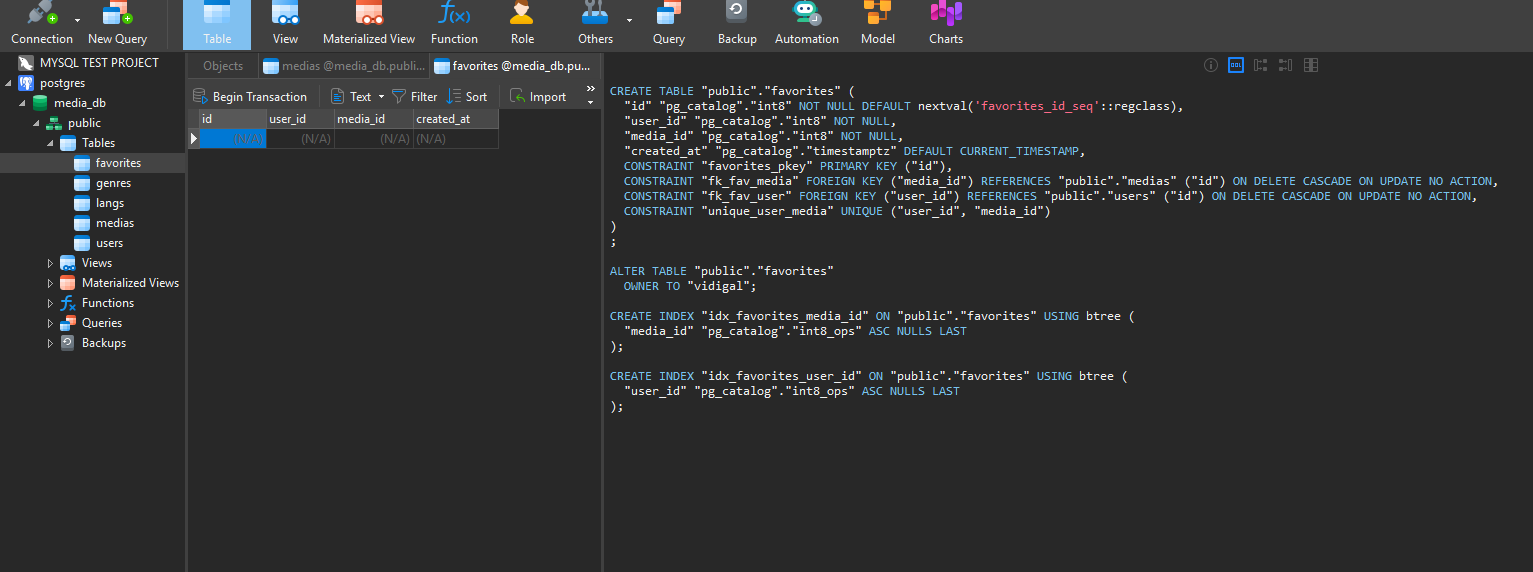 Connection
New Query
Table
View
Materialized View
f(x)
Function
Role
Others
Query
Backup
Automation
Model
Charts
MYSQL TEST PROJECT
postgres
media_db
public
Tables
favorites
genres
langs
medias
users
Views
Materialized Views
Functions
Queries
Backups
Objects
medias @media_db.publi...
favorites @media_db.pu...
Begin Transaction
Text
Filter
Sort
Import
»
id user_id media_id created_at
(N/A) (N/A) (N/A) (N/A)
DDL
CREATE TABLE "public"."favorites" (
"id" "pg_catalog"."int8" NOT NULL DEFAULT nextval('favorites_id_seq'::regclass),
"user_id" "pg_catalog"."int8" NOT NULL,
"media_id" "pg_catalog"."int8" NOT NULL,
"created_at" "pg_catalog"."timestamptz" DEFAULT CURRENT_TIMESTAMP,
CONSTRAINT "favorites_pkey" PRIMARY KEY ("id"),
CONSTRAINT "fk_fav_media" FOREIGN KEY ("media_id") REFERENCES "public"."medias" ("id") ON DELETE CASCADE ON UPDATE NO ACTION,
CONSTRAINT "fk_fav_user" FOREIGN KEY ("user_id") REFERENCES "public"."users" ("id") ON DELETE CASCADE ON UPDATE NO ACTION,
CONSTRAINT "unique_user_media" UNIQUE ("user_id", "media_id")
)
;
ALTER TABLE "public"."favorites"
OWNER TO "vidigal";
CREATE INDEX "idx_favorites_media_id" ON "public"."favorites" USING btree (
"media_id" "pg_catalog"."int8_ops" ASC NULLS LAST
);
CREATE INDEX "idx_favorites_user_id" ON "public"."favorites" USING btree (
"user_id" "pg_catalog"."int8_ops" ASC NULLS LAST
);